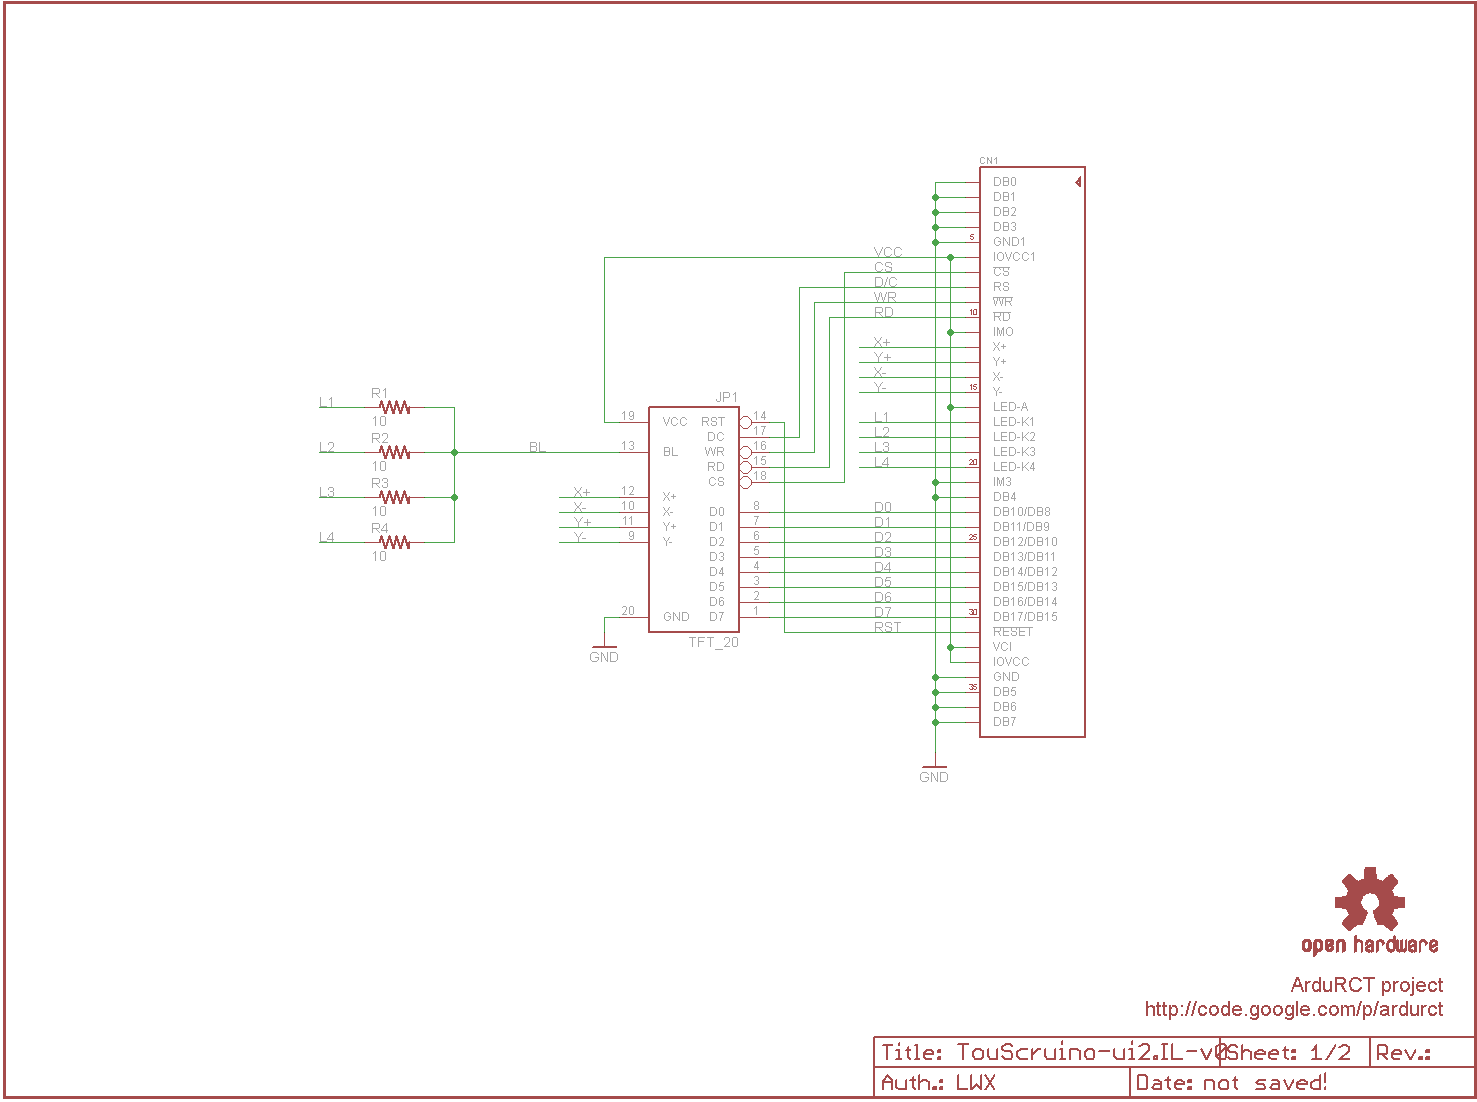 CN1
DB0
DB1
DB2
DB3
5 GND1
VCC IOVCC1
CS CS
D/C RS
WR WR
RD 10 RD
IM0
X+ X+
Y+ Y+
X- X-
Y- 15 Y-
LED-A
L1 LED-K1
L2 LED-K2
L3 LED-K3
L4 20 LED-K4
IM3
DB4
D0 DB10/DB8
D1 DB11/DB9
D2 25 DB12/DB10
D3 DB13/DB11
D4 DB14/DB12
D5 DB15/DB13
D6 DB16/DB14
D7 30 DB17/DB15
RST RESET
VCI
IOVCC
GND
35 DB5
DB6
DB7
GND
L1 R1
10
L2 R2
10
L3 R3
10
L4 R4
10
BL
JP1
19 VCC RST 14
DC 17
13 BL WR 16
RD 15
CS 18
X+ 12 X+
X- 10 X- D0 8
Y+ 11 Y+ D1 7
Y- 9 Y- D2 6
D3 5
D4 4
D5 3
D6 2
20 GND D7 1
TFT_20
GND
open hardware
ArduRCT project
http://code.google.com/p/ardurct
Title: TouScruino-ui2.IL-v0 Sheet: 1/2 Rev.:
Auth.: LWX Date: not saved!